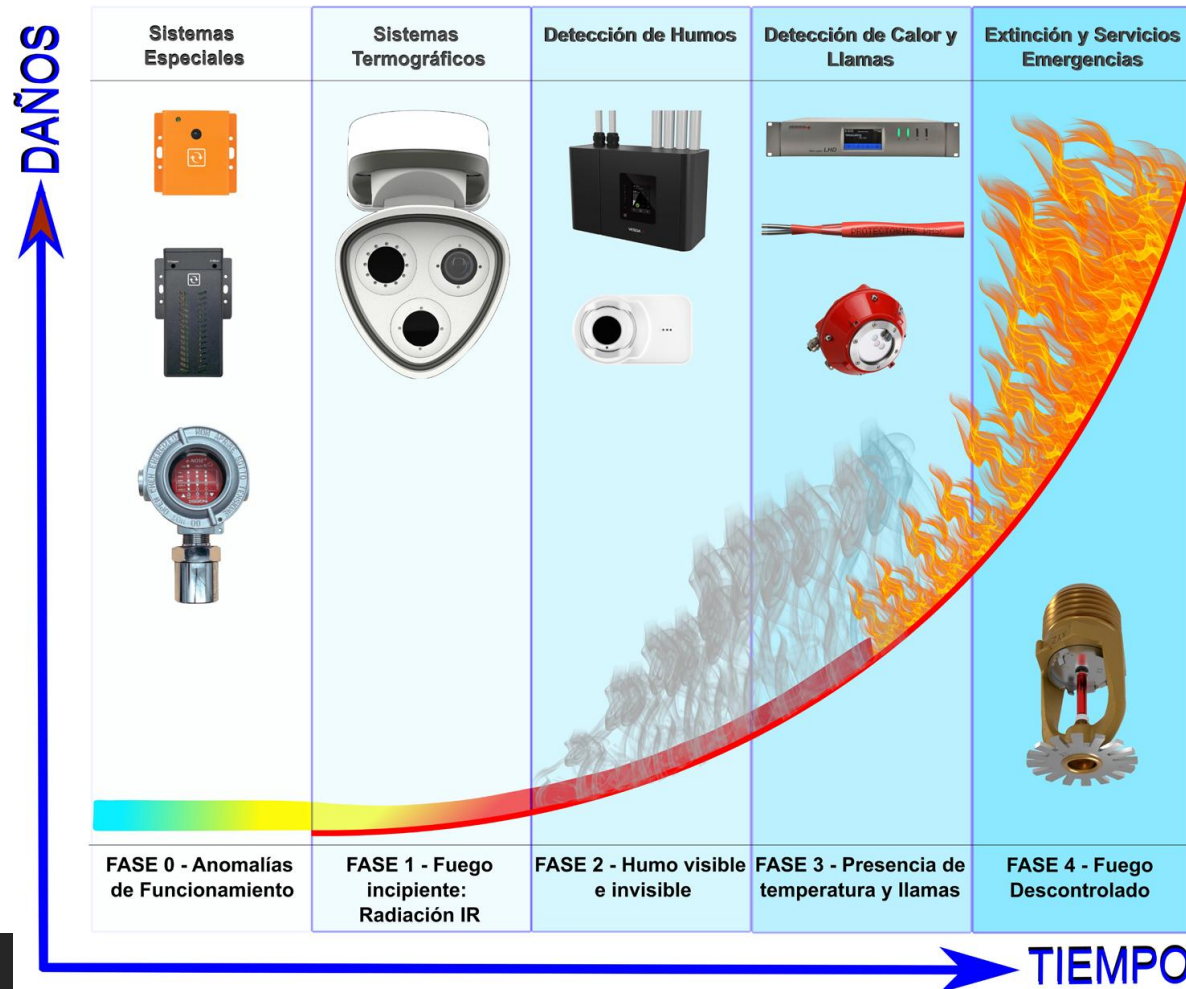 DAÑOS
Sistemas
Especiales
Sistemas
Termográficos
Detección de Humos
Detección de Calor y
Llamas
Extinción y Servicios
Emergencias
LHD
FASE 0 - Anomalías
de Funcionamiento
FASE 1 - Fuego
incipiente:
Radiación IR
FASE 2 - Humo visible
e invisible
FASE 3 - Presencia de
temperatura y llamas
FASE 4 - Fuego
Descontrolado
TIEMPO